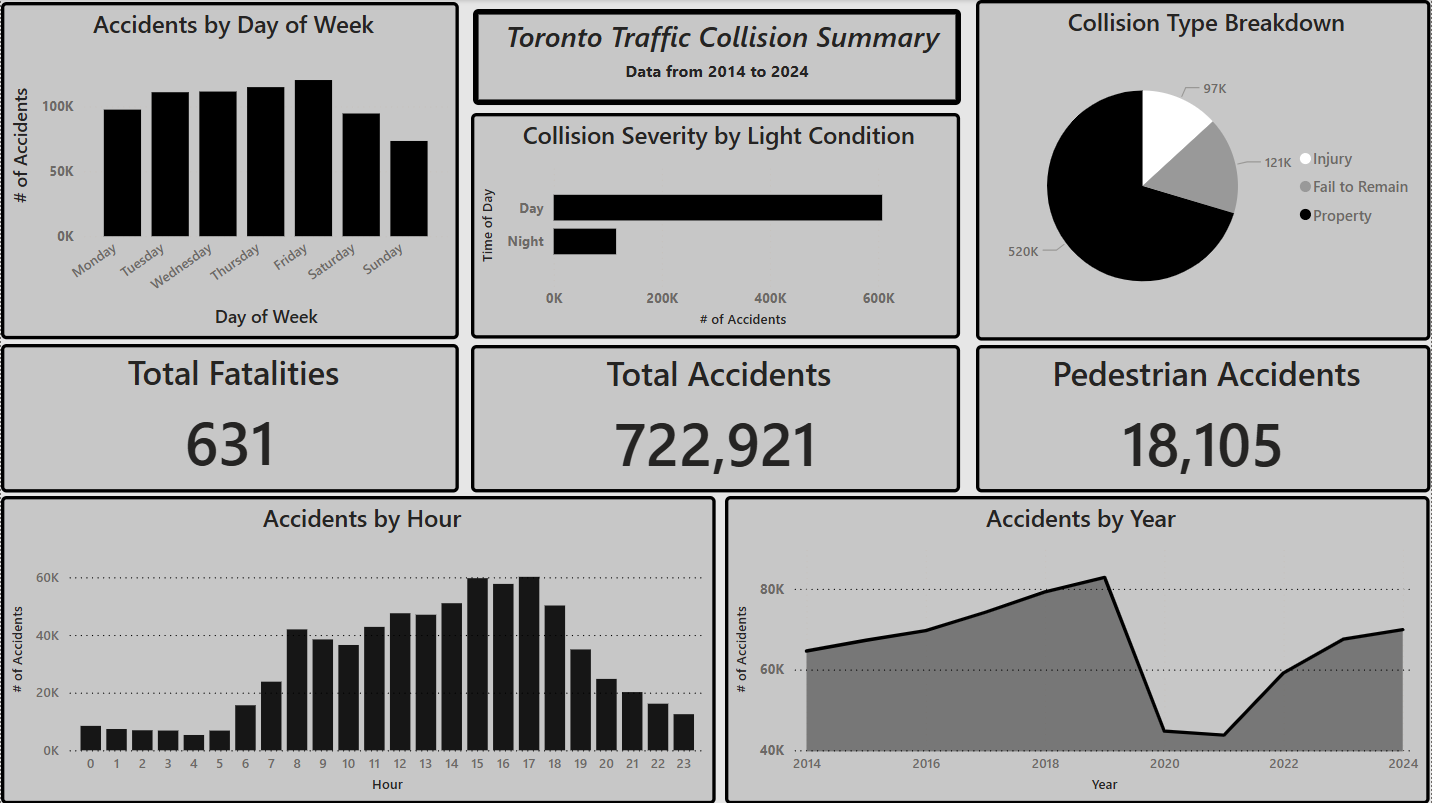 Accidents by Day of Week
# of Accidents
100K
50K
0K
Monday
Tuesday
Wednesday
Thursday
Friday
Saturday
Sunday
Day of Week
Toronto Traffic Collision Summary
Data from 2014 to 2024
Collision Severity by Light Condition
Time of Day
Day
Night
0K 200K 400K 600K
# of Accidents
Collision Type Breakdown
97K
121K
520K
Injury
Fail to Remain
Property
Total Fatalities
631
Total Accidents
722,921
Pedestrian Accidents
18,105
Accidents by Hour
# of Accidents
60K
40K
20K
0K
0 1 2 3 4 5 6 7 8 9 10 11 12 13 14 15 16 17 18 19 20 21 22 23
Hour
Accidents by Year
# of Accidents
80K
60K
40K
2014 2016 2018 2020 2022 2024
Year